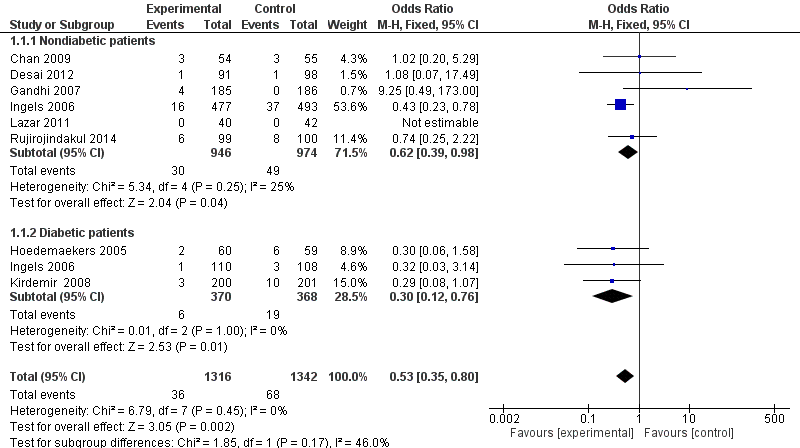 Experimental Control Odds Ratio Odds Ratio
Study or Subgroup Events Total Events Total Weight M-H, Fixed, 95% CI M-H, Fixed, 95% CI
1.1.1 Nondiabetic patients
Chan 2009 3 54 3 55 4.3% 1.02 [0.20, 5.29]
Desai 2012 1 91 1 98 1.5% 1.08 [0.07, 17.49]
Gandhi 2007 4 185 0 186 0.7% 9.25 [0.49, 173.00]
Ingels 2006 16 477 37 493 53.6% 0.43 [0.23, 0.78]
Lazar 2011 0 40 0 42 Not estimable
Rujirojindakul 2014 6 99 8 100 11.4% 0.74 [0.25, 2.22]
Subtotal (95% CI) 946 974 71.5% 0.62 [0.39, 0.98]
Total events 30 49
Heterogeneity: Chi² = 5.34, df = 4 (P = 0.25); I² = 25%
Test for overall effect: Z = 2.04 (P = 0.04)
1.1.2 Diabetic patients
Hoedemaekers 2005 2 60 6 59 8.9% 0.30 [0.06, 1.58]
Ingels 2006 1 110 3 108 4.6% 0.32 [0.03, 3.14]
Kirdemir 2008 3 200 10 201 15.0% 0.29 [0.08, 1.07]
Subtotal (95% CI) 370 368 28.5% 0.30 [0.12, 0.76]
Total events 6 19
Heterogeneity: Chi² = 0.01, df = 2 (P = 1.00); I² = 0%
Test for overall effect: Z = 2.53 (P = 0.01)
Total (95% CI) 1316 1342 100.0% 0.53 [0.35, 0.80]
Total events 36 68
Heterogeneity: Chi² = 6.79, df = 7 (P = 0.45); I² = 0%
Test for overall effect: Z = 3.05 (P = 0.002)
Test for subgroup differences: Chi² = 1.85, df = 1 (P = 0.17), I² = 46.0%
0.002 0.1 1 10 500
Favours [experimental] Favours [control]